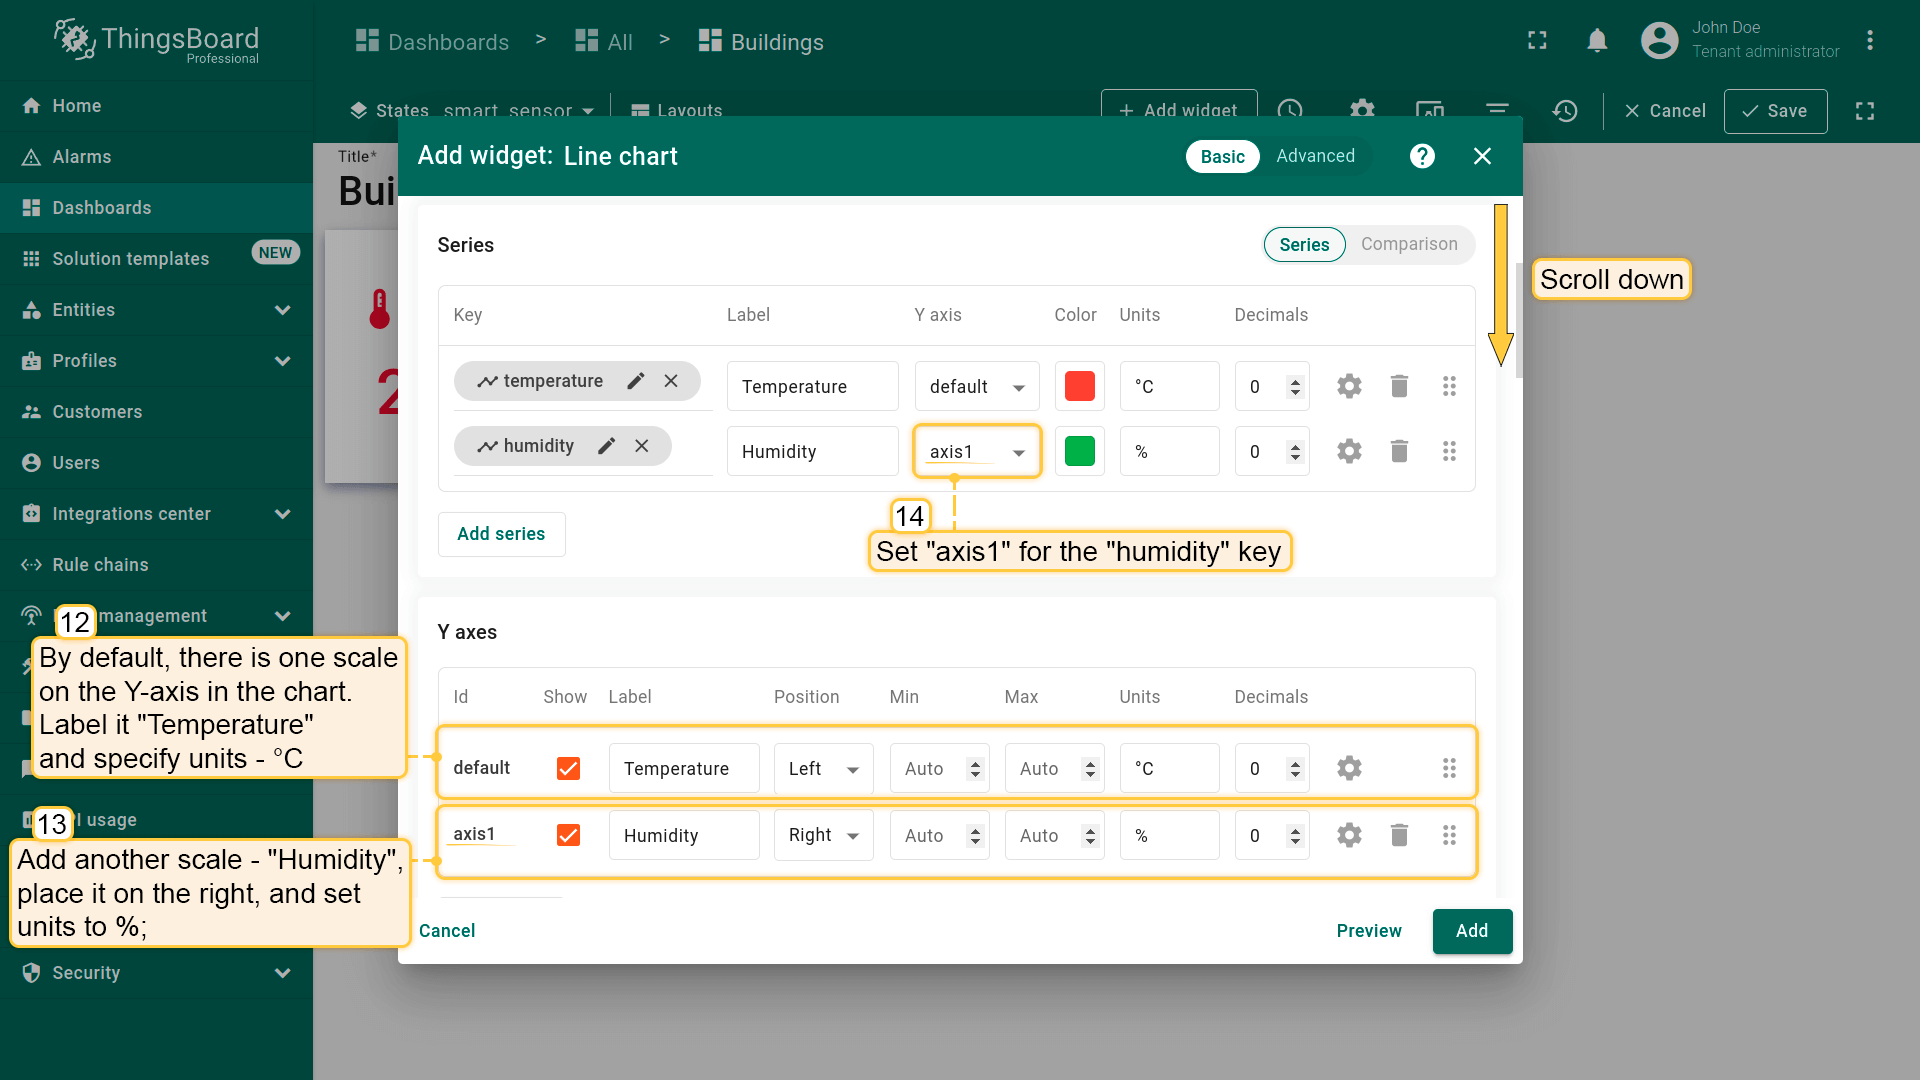 ThingsBoard
Professional
Dashboards > All > Buildings
John Doe
Tenant administrator
States smart_sensor Layouts
Add widget Cancel Save
Home
Alarms
Dashboards
Solution templates NEW
Entities
Profiles
Customers
Users
Integrations center
Rule chains
management
usage
Security
Title*
Bui
2
Add widget: Line chart
Basic Advanced
Scroll down
Series
Series Comparison
Key Label Y axis Color Units Decimals
temperature Temperature default °C 0
humidity Humidity axis1 % 0
14
Set "axis1" for the "humidity" key
Add series
Y axes
Id Show Label Position Min Max Units Decimals
default Temperature Left Auto Auto °C 0
axis1 Humidity Right Auto Auto % 0
12
By default, there is one scale
on the Y-axis in the chart.
Label it "Temperature"
and specify units - °C
13
Add another scale - "Humidity",
place it on the right, and set
units to %;
Cancel Preview Add